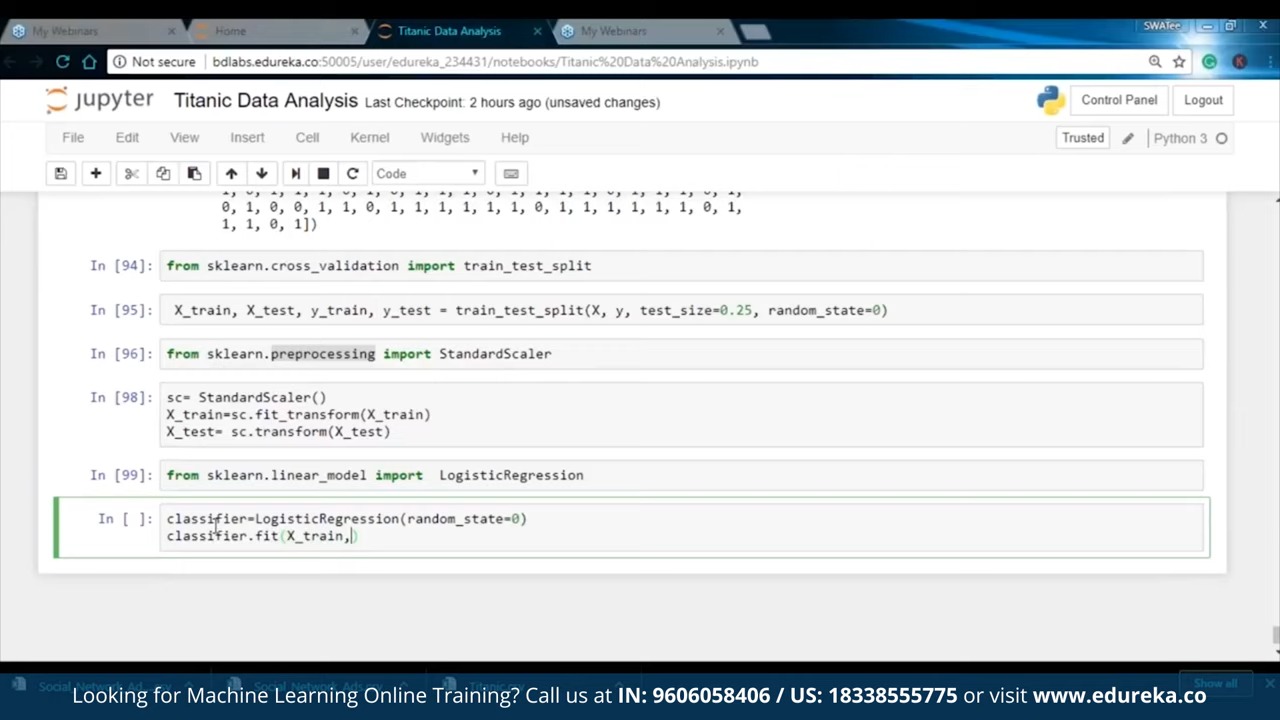 My Webinars
Home
Titanic Data Analysis
My Webinars
SWATee
Not secure
bdlabs.edureka.co:50005/user/edureka_234431/notebooks/Titanic%20Data%20Analysis.ipynb
jupyter
Titanic Data Analysis
Last Checkpoint: 2 hours ago (unsaved changes)
Control Panel
Logout
File
Edit
View
Insert
Cell
Kernel
Widgets
Help
Trusted
Python 3
Code
0, 1, 0, 0, 1, 1, 0, 1, 1, 1, 1, 1, 1, 0, 1, 1, 1, 1, 1, 1, 0, 1,
1, 1, 0, 1])
In [94]: from sklearn.cross_validation import train_test_split
In [95]: X_train, X_test, y_train, y_test = train_test_split(X, y, test_size=0.25, random_state=0)
In [96]: from sklearn.preprocessing import StandardScaler
In [98]: sc= StandardScaler()
X_train=sc.fit_transform(X_train)
X_test= sc.transform(X_test)
In [99]: from sklearn.linear_model import LogisticRegression
In [ ]: classifier=LogisticRegression(random_state=0)
classifier.fit(X_train,)
Show all
Looking for Machine Learning Online Training? Call us at IN: 9606058406 / US: 18338555775 or visit www.edureka.co